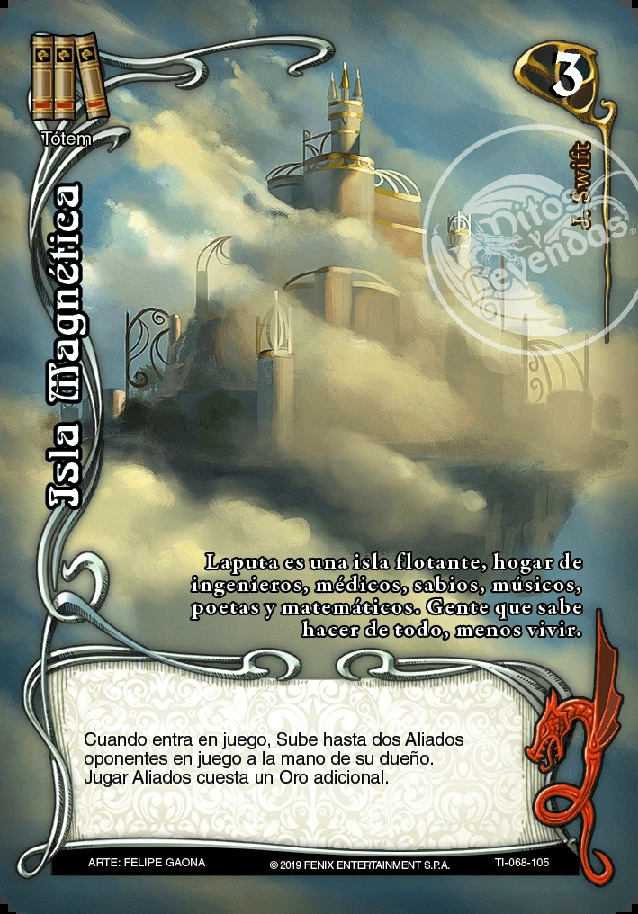 Tótem
3
J. Swift
Mitos
y
Leyendas®
Isla Magnética
Laputa es una isla flotante, hogar de
ingenieros, médicos, sabios, músicos,
poetas y matemáticos. Gente que sabe
hacer de todo, menos vivir.
Cuando entra en juego, Sube hasta dos Aliados
oponentes en juego a la mano de su dueño.
Jugar Aliados cuesta un Oro adicional.
ARTE: FELIPE GAONA
© 2019 FENIX ENTERTAINMENT S.P.A.
TI-068-105